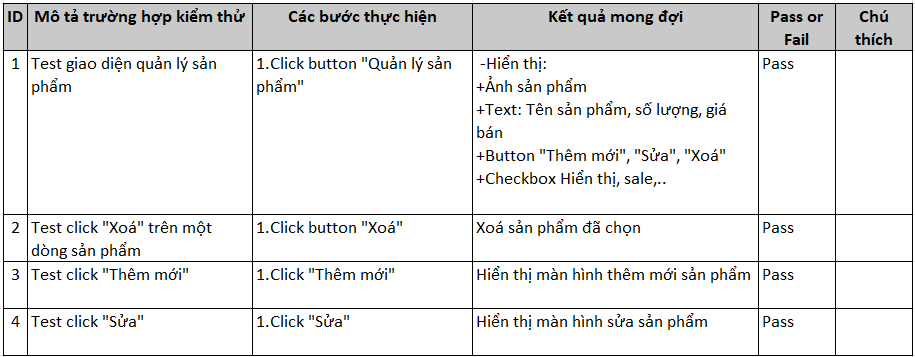 ID Mô tả trường hợp kiểm thử Các bước thực hiện Kết quả mong đợi Pass or Fail Chú thích
1 Test giao diện quản lý sản phẩm
1.Click button "Quản lý sản phẩm"
-Hiển thị:
+Ảnh sản phẩm
+Text: Tên sản phẩm, số lượng, giá bán
+Button "Thêm mới", "Sửa", "Xoá"
+Checkbox Hiển thị, sale,..
Pass
2 Test click "Xoá" trên một dòng sản phẩm
1.Click button "Xoá"
Xoá sản phẩm đã chọn
Pass
3 Test click "Thêm mới"
1.Click "Thêm mới"
Hiển thị màn hình thêm mới sản phẩm
Pass
4 Test click "Sửa"
1.Click "Sửa"
Hiển thị màn hình sửa sản phẩm
Pass